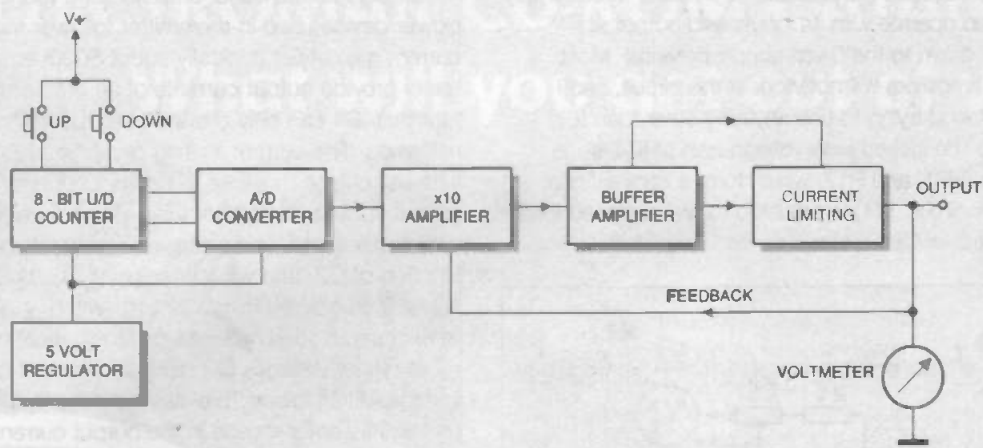 V+
UP DOWN
8 - BIT U/D
COUNTER
A/D
CONVERTER
x10
AMPLIFIER
BUFFER
AMPLIFIER
CURRENT
LIMITING
OUTPUT
FEEDBACK
5 VOLT
REGULATOR
VOLTMETER